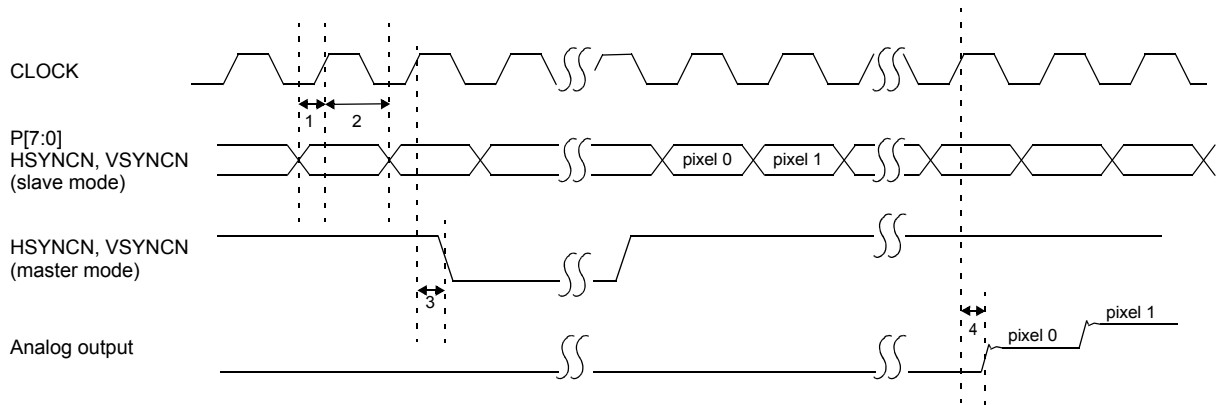 CLOCK
1
2
P[7:0]
HSYNCN, VSYNCN
(slave mode)
pixel 0
pixel 1
HSYNCN, VSYNCN
(master mode)
3
4
pixel 0
pixel 1
Analog output